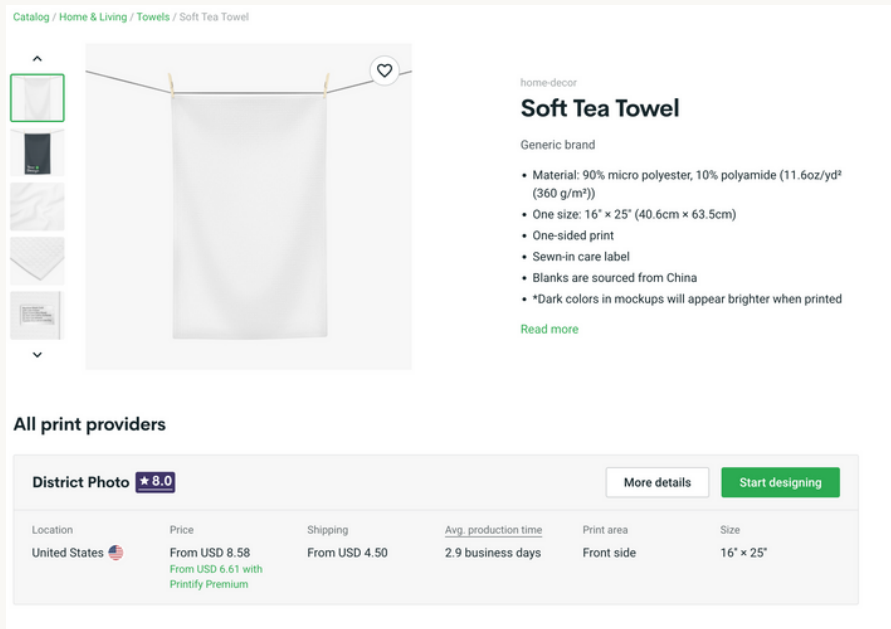 Catalog / Home & Living / Towels / Soft Tea Towel
home-decor
Soft Tea Towel
Generic brand
• Material: 90% micro polyester, 10% polyamide (11.6oz/yd²
(360 g/m²))
• One size: 16" × 25" (40.6cm × 63.5cm)
• One-sided print
• Sewn-in care label
• Blanks are sourced from China
• *Dark colors in mockups will appear brighter when printed
Read more
All print providers
District Photo ★ 8.0
More details
Start designing
Location
United States
Price
From USD 8.58
From USD 6.61 with
Printify Premium
Shipping
From USD 4.50
Avg. production time
2.9 business days
Print area
Front side
Size
16" × 25"